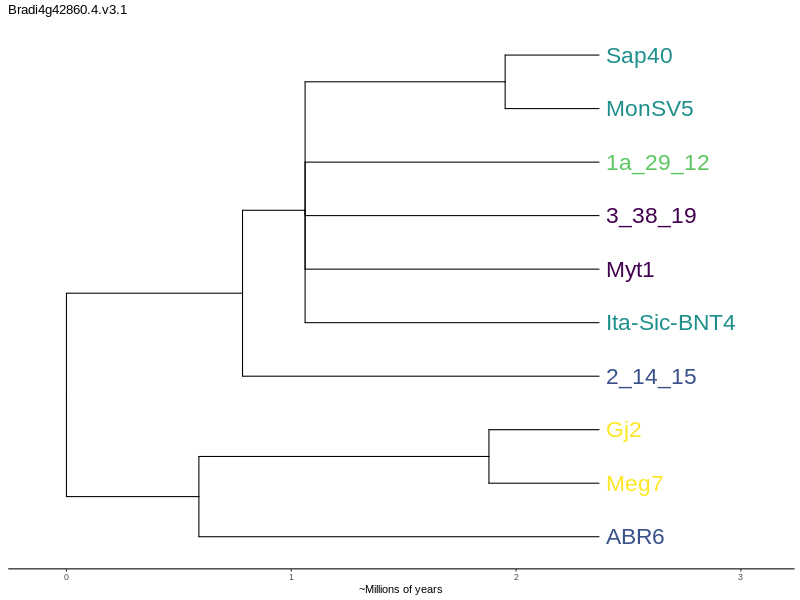 Bradi4g42860.4.v3.1
Sap40
MonSV5
1a_29_12
3_38_19
Myt1
Ita-Sic-BNT4
2_14_15
Gj2
Meg7
ABR6
0 1 2 3
~Millions of years